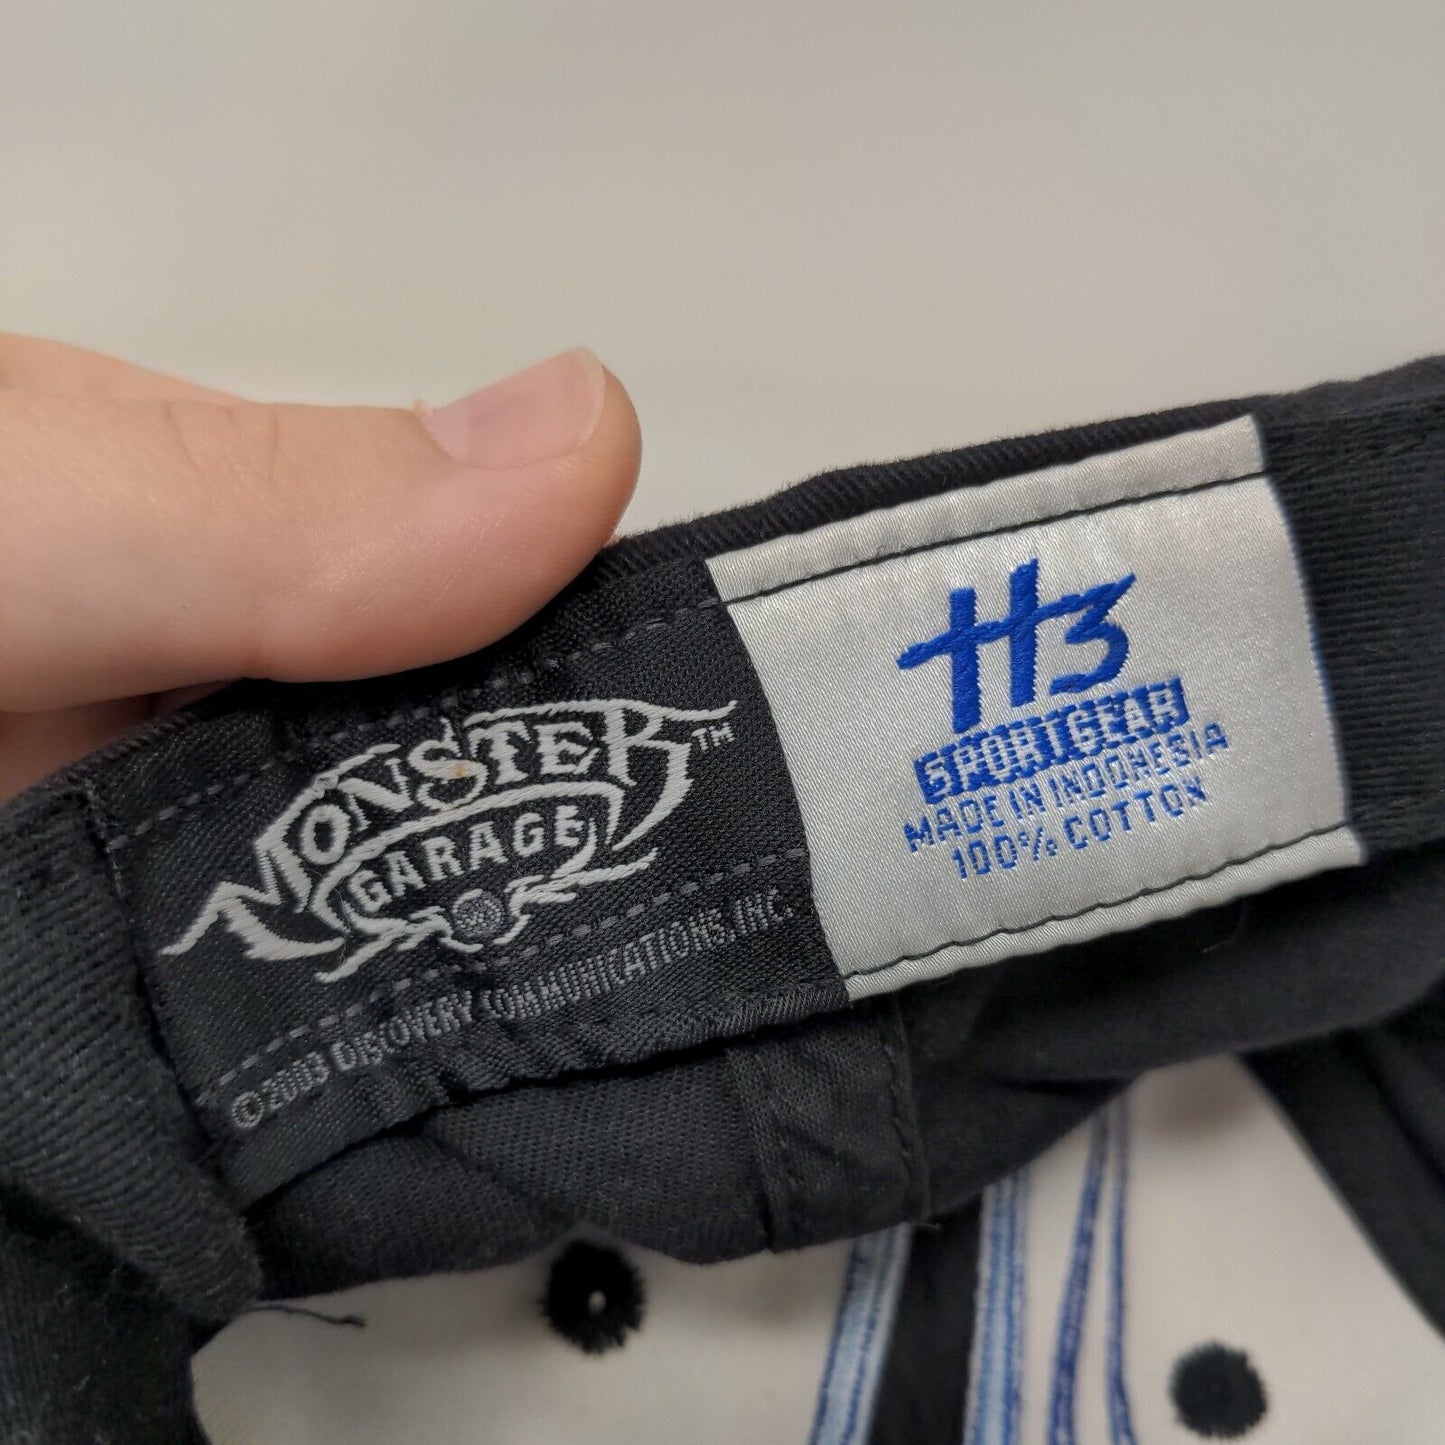 MONSTER™
GARAGE
©2003 DISCOVERY COMMUNICATIONS, INC.
H3
SPORTGEAR
MADE IN INDONESIA
100% COTTON